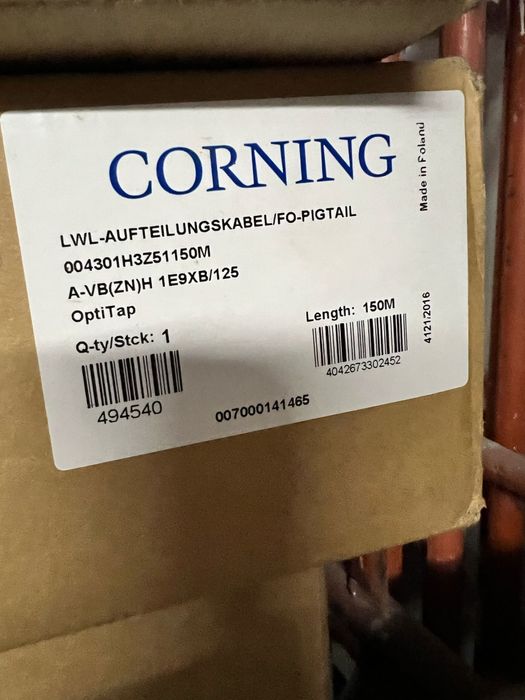 CORNING
Made in Poland
LWL-AUFTEILUNGSKABEL/FO-PIGTAIL
004301H3Z51150M
A-VB(ZN)H 1E9XB/125
OptiTap
Q-ty/Stck: 1
Length: 150M
494540
4042673302452
4121/2016
007000141465